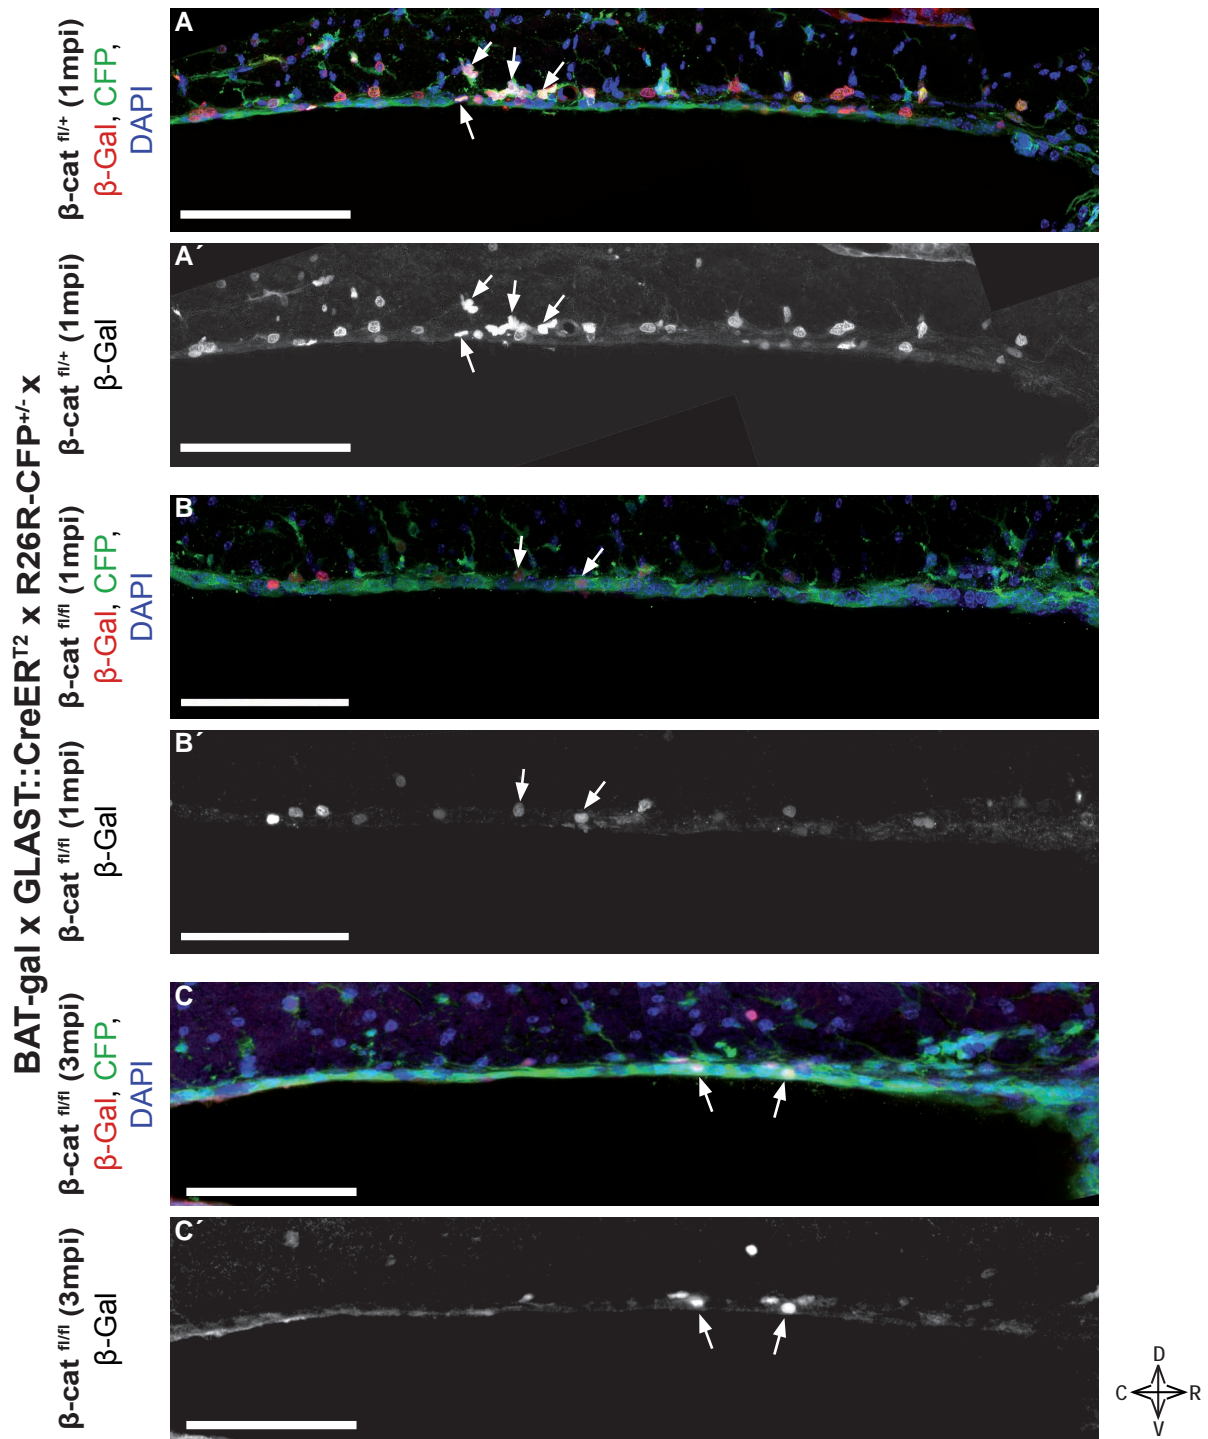 BAT-gal x GLAST::CreER^T2 x R26R-CFP^+/- x
β-cat ^fl/+ (1mpi)
β-Gal, CFP,
DAPI
A
β-cat ^fl/+ (1mpi)
β-Gal
A´
β-cat ^fl/fl (1mpi)
β-Gal, CFP,
DAPI
B
β-cat ^fl/fl (1mpi)
β-Gal
B´
β-cat ^fl/fl (3mpi)
β-Gal, CFP,
DAPI
C
β-cat ^fl/fl (3mpi)
β-Gal
C´
D
C R
V